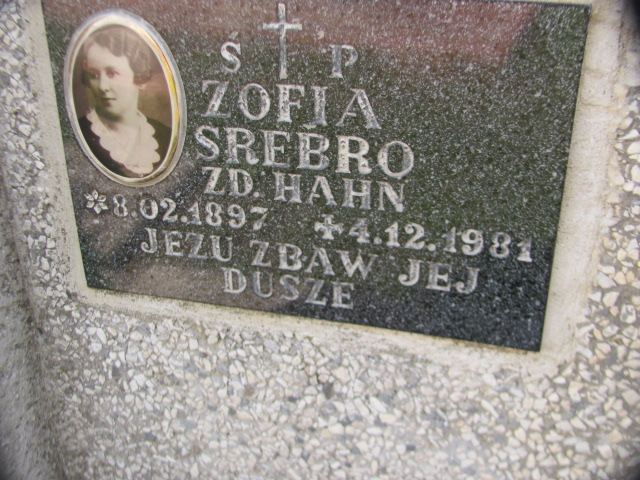 Ś P
ZOFIA
SREBRO
ZD. HAHN
*8.02.1897 +4.12.1981
JEZU ZBAW JEJ
DUSZE